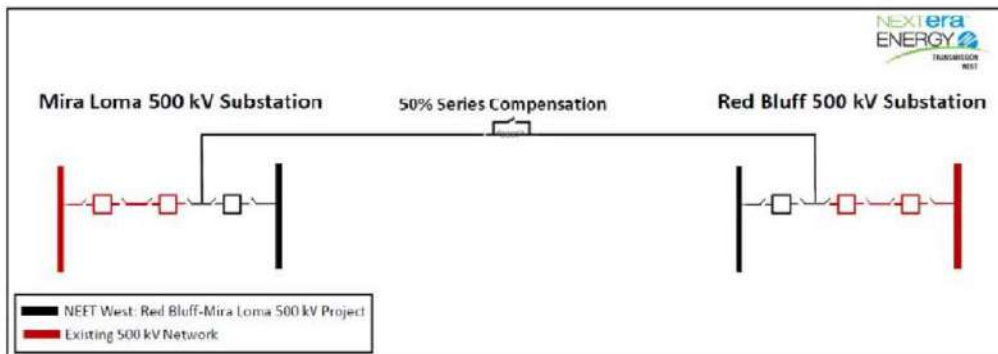 NEXTera
ENERGY
TRANSMISSION
WEST
Mira Loma 500 kV Substation
50% Series Compensation
Red Bluff 500 kV Substation
NEET West: Red Bluff-Mira Loma 500 kV Project
Existing 500 kV Network